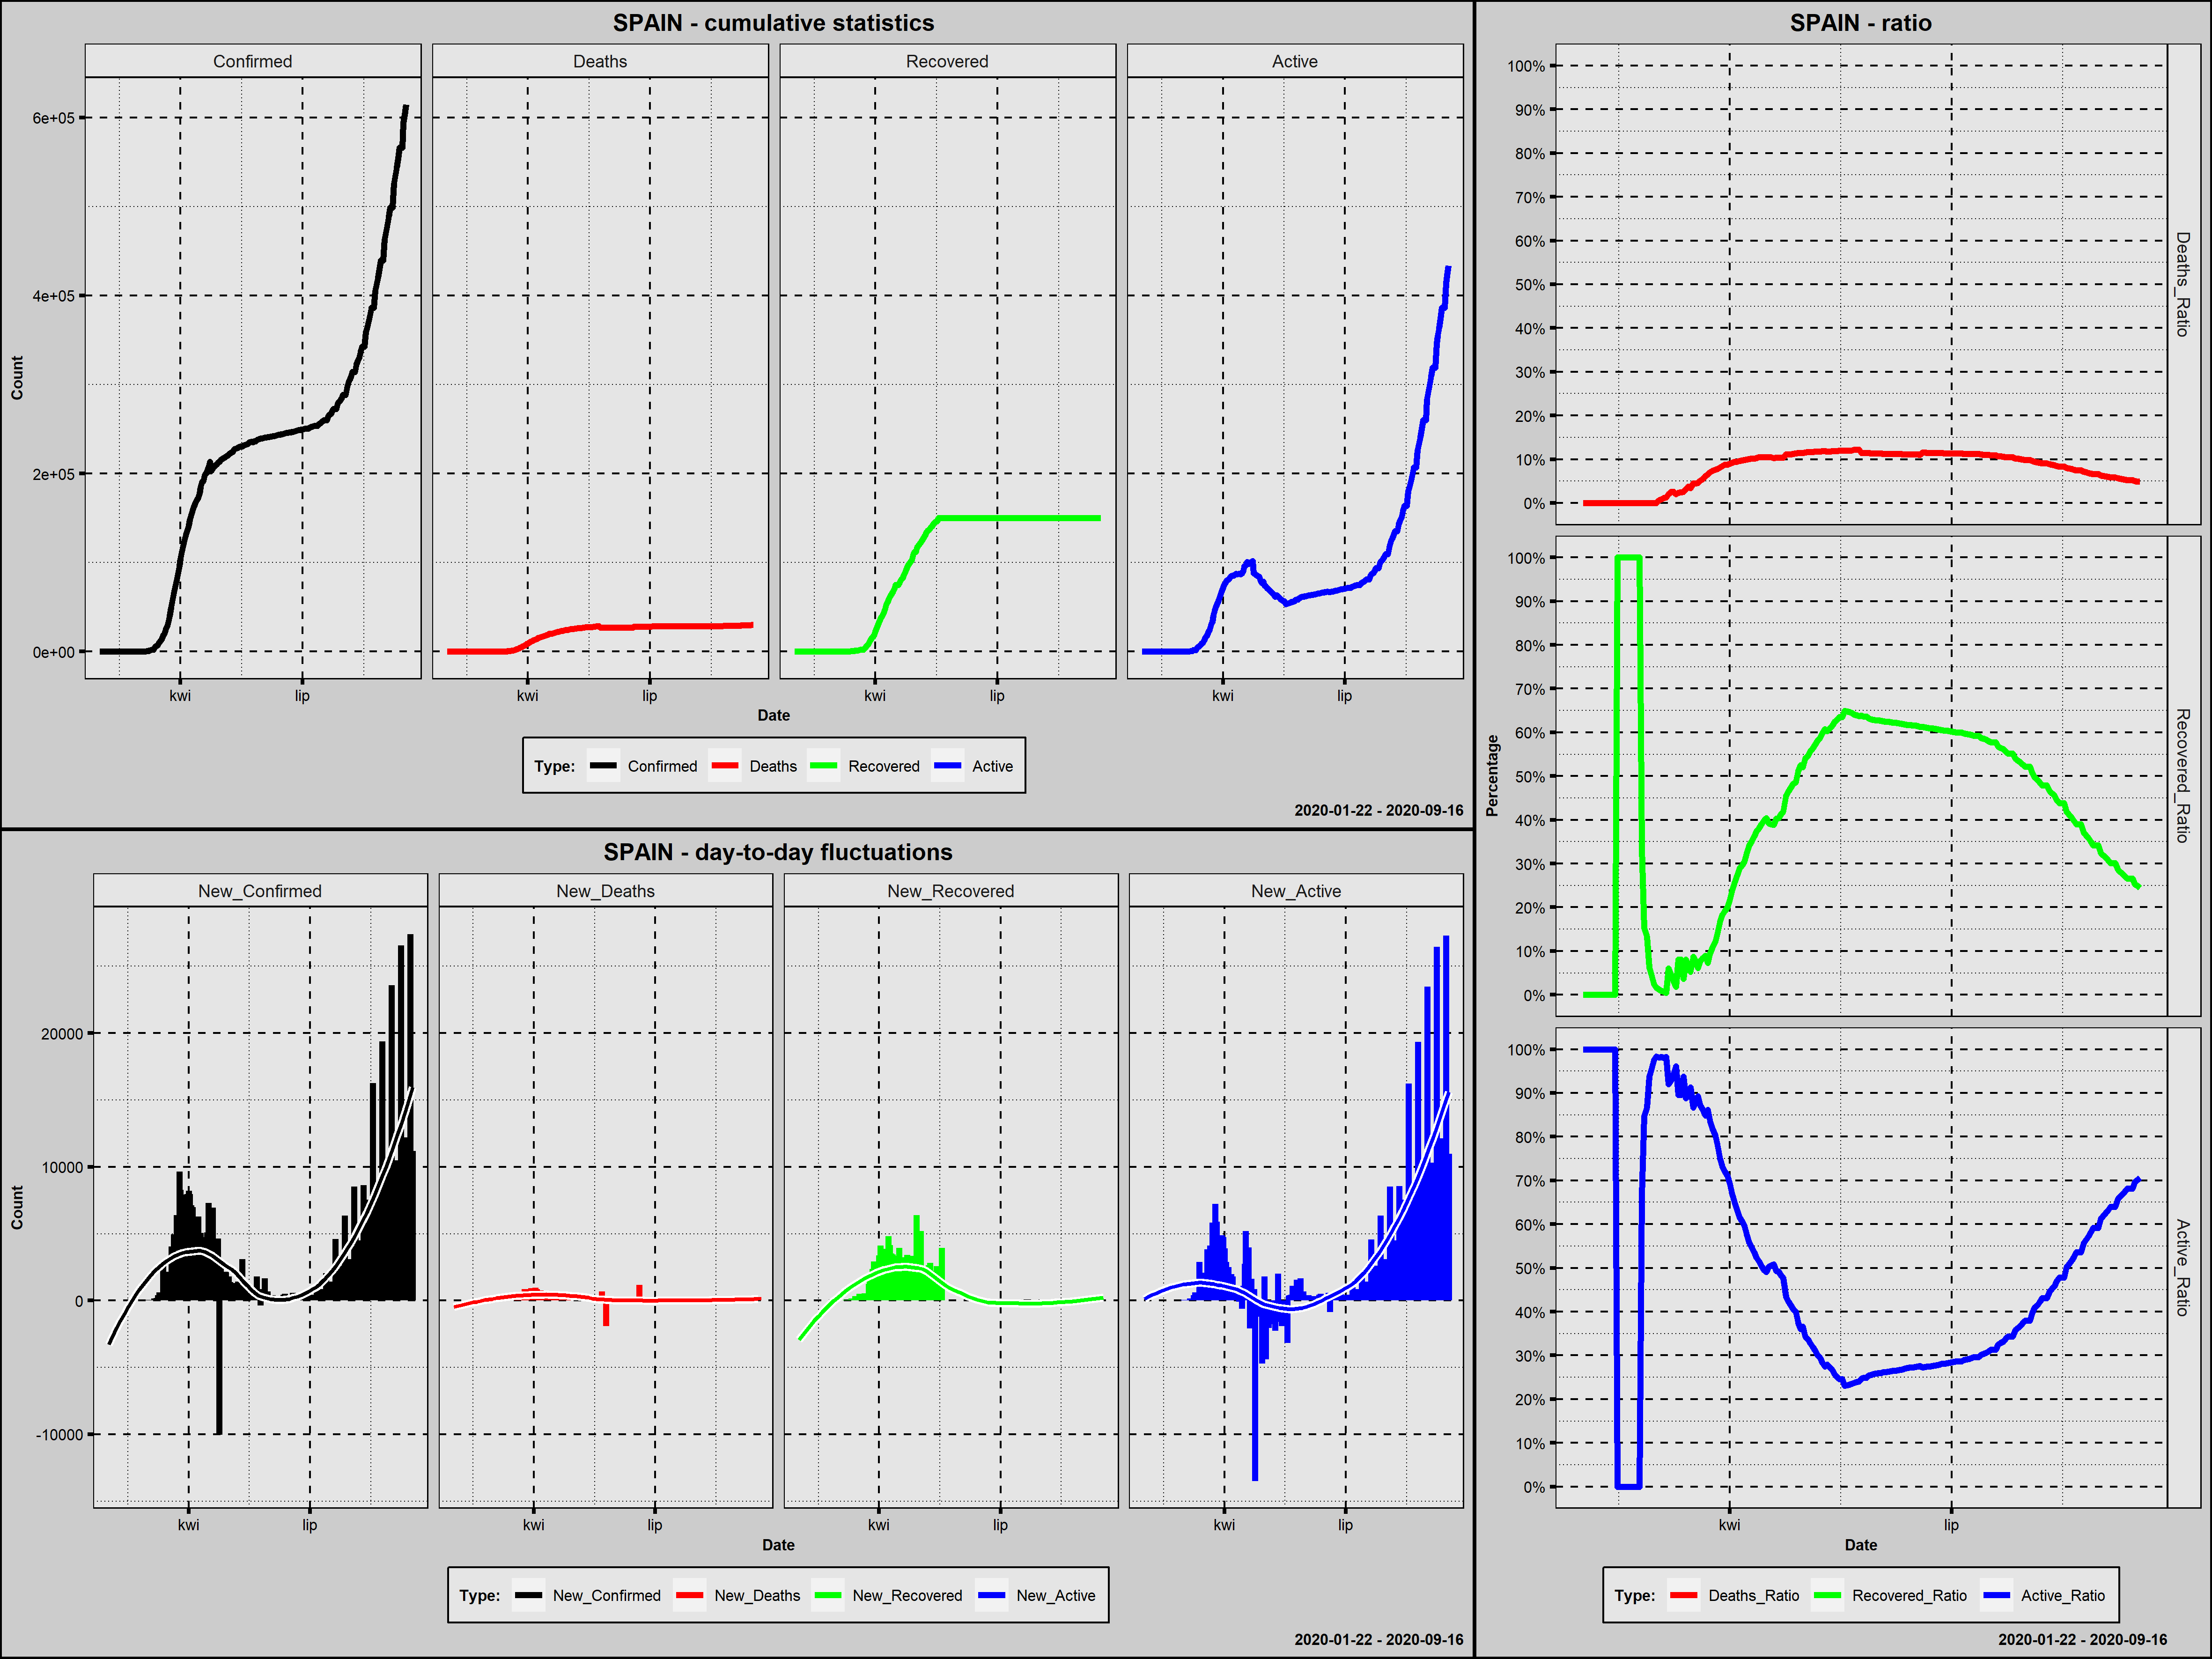 SPAIN - cumulative statistics
Confirmed Deaths Recovered Active
6e+05
4e+05
2e+05
0e+00
Count
kwi lip kwi lip kwi lip kwi lip
Date
Type: Confirmed Deaths Recovered Active
2020-01-22 - 2020-09-16
SPAIN - day-to-day fluctuations
New_Confirmed New_Deaths New_Recovered New_Active
20000
10000
0
-10000
Count
kwi lip kwi lip kwi lip kwi lip
Date
Type: New_Confirmed New_Deaths New_Recovered New_Active
2020-01-22 - 2020-09-16
SPAIN - ratio
100%
90%
80%
70%
60%
50%
40%
30%
20%
10%
0%
Deaths_Ratio
100%
90%
80%
70%
60%
50%
40%
30%
20%
10%
0%
Recovered_Ratio
Percentage
100%
90%
80%
70%
60%
50%
40%
30%
20%
10%
0%
Active_Ratio
kwi lip
Date
Type: Deaths_Ratio Recovered_Ratio Active_Ratio
2020-01-22 - 2020-09-16